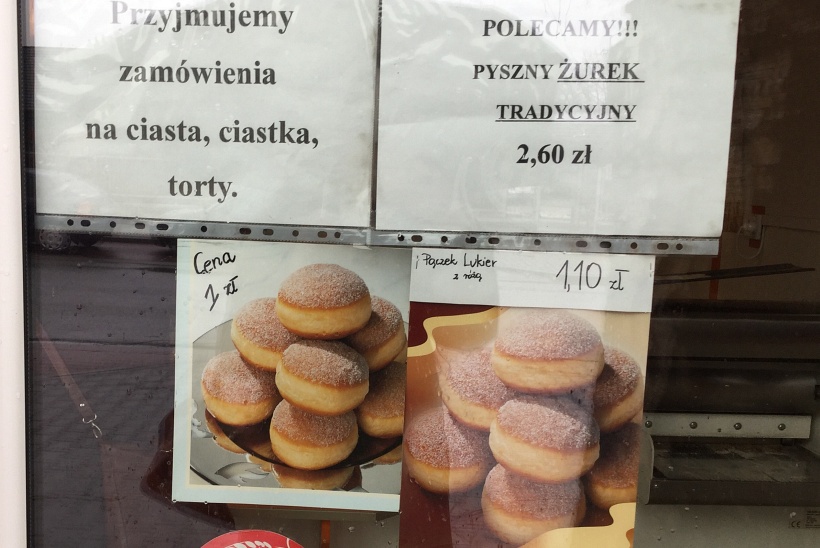 Przyjmujemy
zamówienia
na ciasta, ciastka,
torty.
POLECAMY!!!
PYSZNY ŻUREK
TRADYCYJNY
2,60 zł
Cena
1 zł
Pączek Lukier
z różą
1,10 zł